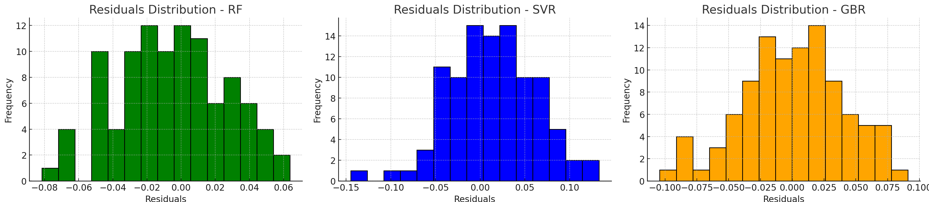 Residuals Distribution - RF
Frequency
12
10
8
6
4
2
0
−0.08 −0.06 −0.04 −0.02 0.00 0.02 0.04 0.06
Residuals
Residuals Distribution - SVR
Frequency
14
12
10
8
6
4
2
0
−0.15 −0.10 −0.05 0.00 0.05 0.10
Residuals
Residuals Distribution - GBR
Frequency
14
12
10
8
6
4
2
0
−0.100 −0.075 −0.050 −0.025 0.000 0.025 0.050 0.075 0.100
Residuals